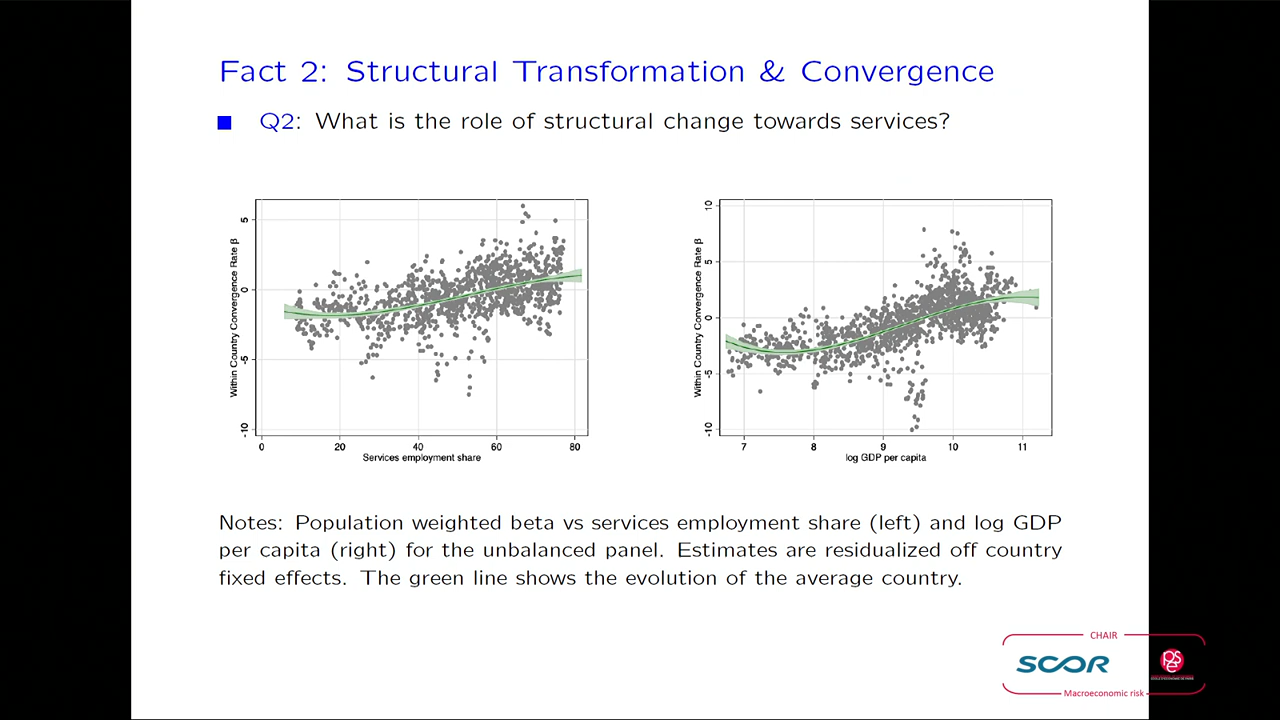 Fact 2: Structural Transformation & Convergence
Q2: What is the role of structural change towards services?
Within Country Convergence Rate β
5
0
-5
-10
0 20 40 60 80
Services employment share
Within Country Convergence Rate β
10
5
0
-5
-10
7 8 9 10 11
log GDP per capita
Notes: Population weighted beta vs services employment share (left) and log GDP
per capita (right) for the unbalanced panel. Estimates are residualized off country
fixed effects. The green line shows the evolution of the average country.
CHAIR
SCOR
pse
Macroeconomic risk